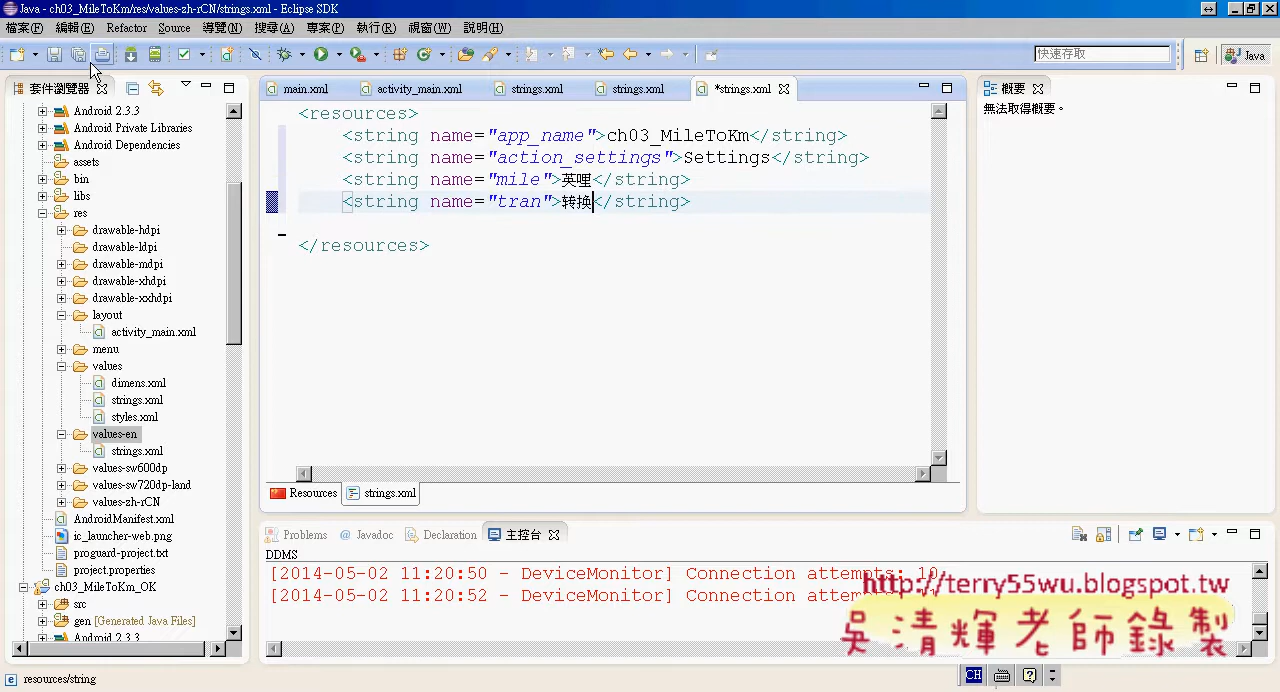 Java - ch03_MileToKm/res/values-zh-rCN/strings.xml - Eclipse SDK
檔案(F) 編輯(E) Refactor Source 導覽(N) 搜尋(A) 專案(P) 執行(R) 視窗(W) 說明(H)
快速存取 Java
套件瀏覽器
main.xml activity_main.xml strings.xml strings.xml *strings.xml
概要
無法取得概要。
Android 2.3.3
Android Private Libraries
Android Dependencies
assets
bin
libs
res
drawable-hdpi
drawable-ldpi
drawable-mdpi
drawable-xhdpi
drawable-xxhdpi
layout
activity_main.xml
menu
values
dimens.xml
strings.xml
styles.xml
values-en
strings.xml
values-sw600dp
values-sw720dp-land
values-zh-rCN
AndroidManifest.xml
ic_launcher-web.png
proguard-project.txt
project.properties
ch03_MileToKm_OK
src
gen [Generated Java Files]
Android 2.3.3
<resources>
<string name="app_name">ch03_MileToKm</string>
<string name="action_settings">Settings</string>
<string name="mile">英哩</string>
<string name="tran">转换</string>
</resources>
Resources strings.xml
Problems @ Javadoc Declaration 主控台
DDMS
[2014-05-02 11:20:50 - DeviceMonitor] Connection attempts: 10
[2014-05-02 11:20:52 - DeviceMonitor] Connection attempts: 11
http://terry55wu.blogspot.tw
吳清輝老師錄製
CH
resources/string